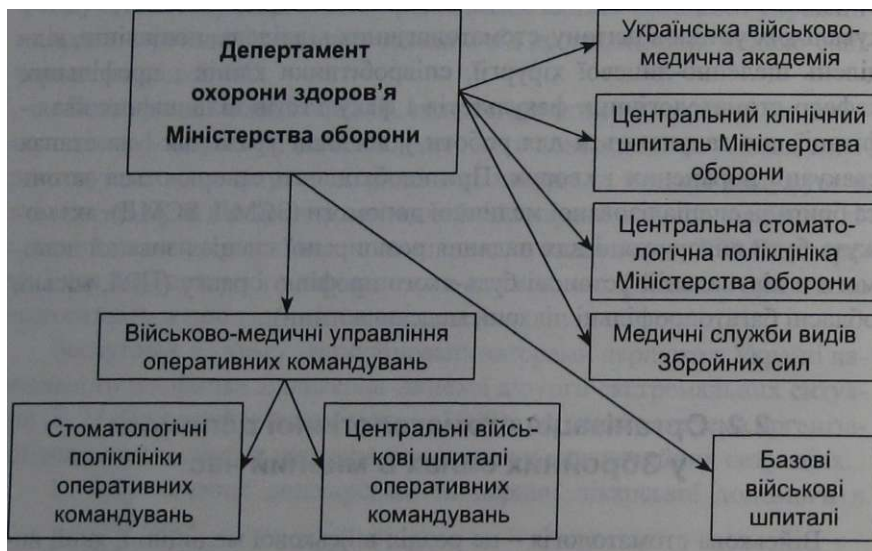 Департамент
охорони здоров'я
Міністерства оборони
Українська військово-
медична академія
Центральний клінічний
шпиталь Міністерства
оборони
Центральна стомато-
логічна поліклініка
Міністерства оборони
Медичні служби видів
Збройних сил
Військово-медичні управління
оперативних командувань
Стоматологічні
поліклініки
оперативних
командувань
Центральні війсь-
кові шпиталі
оперативних
командувань
Базові
військові
шпиталі